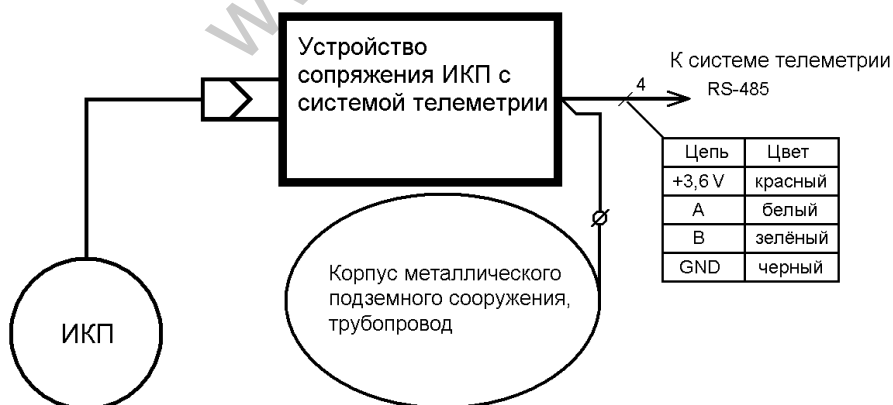 Устройство
сопряжения ИКП с
системой телеметрии
К системе телеметрии
RS-485
4
Цепь Цвет
+3,6 V красный
А белый
В зелёный
GND черный
Корпус металлического
подземного сооружения,
трубопровод
ИКП